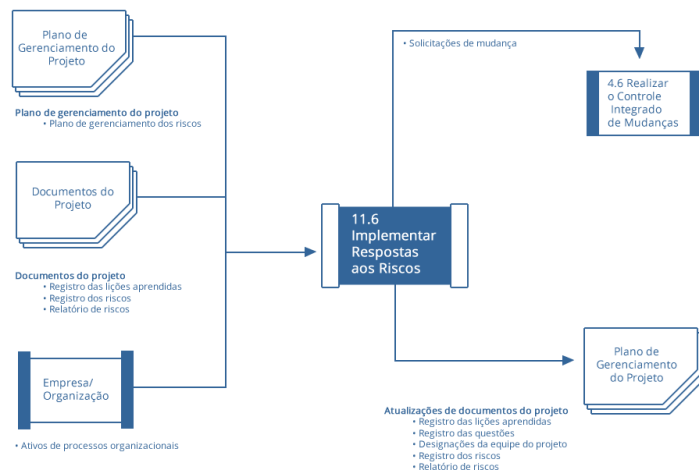 Plano de
Gerenciamento do
Projeto
Plano de gerenciamento do projeto
• Plano de gerenciamento dos riscos
Documentos do
Projeto
Documentos do projeto
• Registro das lições aprendidas
• Registro dos riscos
• Relatório de riscos
Empresa/
Organização
• Ativos de processos organizacionais
11.6
Implementar
Respostas
aos Riscos
• Solicitações de mudança
4.6 Realizar
o Controle
Integrado
de Mudanças
Plano de
Gerenciamento
do Projeto
Atualizações de documentos do projeto
• Registro das lições aprendidas
• Registro das questões
• Designações da equipe do projeto
• Registro dos riscos
• Relatório de riscos